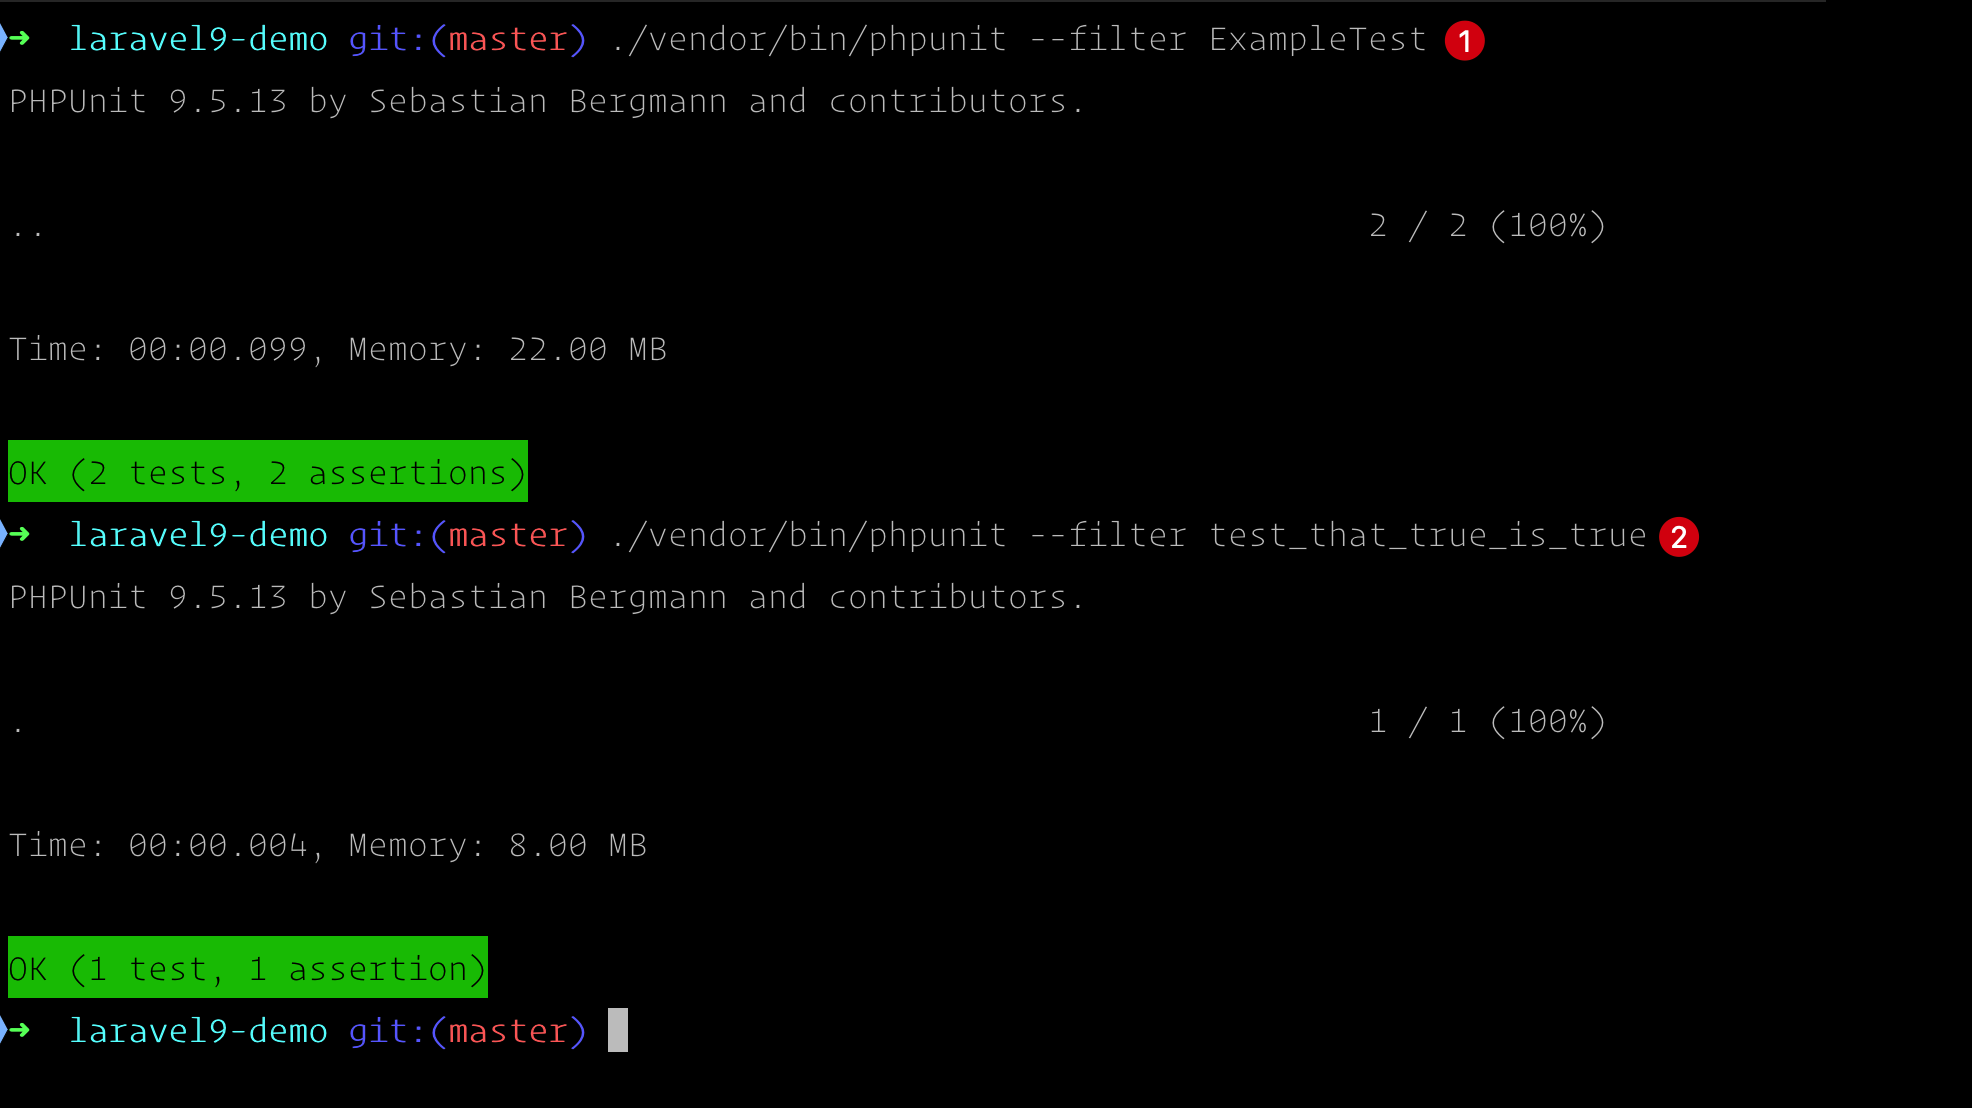 ➜  laravel9-demo git:(master) ./vendor/bin/phpunit --filter ExampleTest 1
PHPUnit 9.5.13 by Sebastian Bergmann and contributors.
.. 2 / 2 (100%)
Time: 00:00.099, Memory: 22.00 MB
OK (2 tests, 2 assertions)
➜  laravel9-demo git:(master) ./vendor/bin/phpunit --filter test_that_true_is_true 2
PHPUnit 9.5.13 by Sebastian Bergmann and contributors.
. 1 / 1 (100%)
Time: 00:00.004, Memory: 8.00 MB
OK (1 test, 1 assertion)
➜  laravel9-demo git:(master)